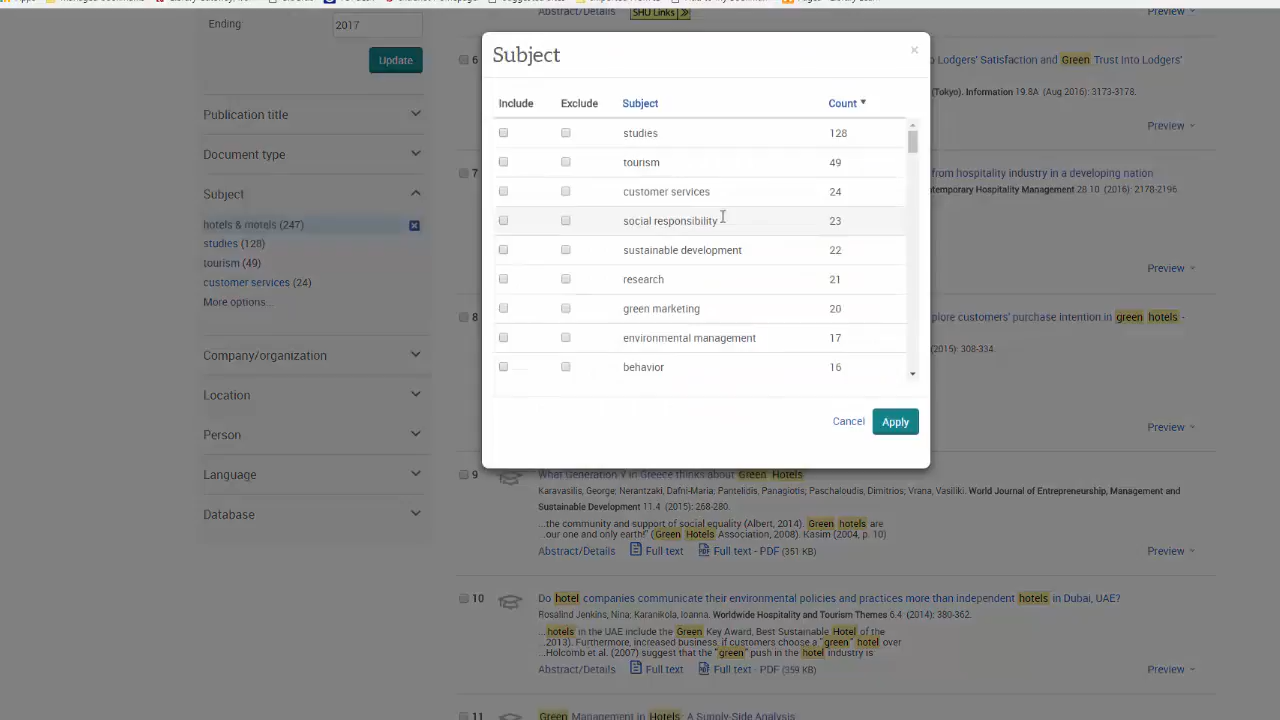 Ending
2017
Update
Publication title
Document type
Subject
hotels & motels (247)
studies (128)
tourism (49)
customer services (24)
More options...
Company/organization
Location
Person
Language
Database
Abstract/Details
SHU Links
Preview
6
Lodgers' Satisfaction and Green Trust Into Lodgers'
(Tokyo). Information 19.8A (Aug 2016): 3173-3178.
Preview
7
from hospitality industry in a developing nation
Contemporary Hospitality Management 28.10 (2016): 2178-2196.
Preview
8
explore customers' purchase intention in green hotels -
(2015): 308-334.
Preview
Subject
×
Include Exclude Subject Count
studies 128
tourism 49
customer services 24
social responsibility 23
sustainable development 22
research 21
green marketing 20
environmental management 17
behavior 16
Cancel Apply
9
What Generation Y in Greece thinks about Green Hotels
Karavasilis, George; Nerantzaki, Dafni-Maria; Pantelidis, Panagiotis; Paschaloudis, Dimitrios; Vrana, Vasiliki. World Journal of Entrepreneurship, Management and
Sustainable Development 11.4 (2015): 268-280.
...the community and support of social equality (Albert, 2014). Green hotels are
...our one and only earth!" (Green Hotels Association, 2008). Kasim (2004, p. 10)
Abstract/Details Full text Full text - PDF (351 KB)
Preview
10
Do hotel companies communicate their environmental policies and practices more than independent hotels in Dubai, UAE?
Rosalind Jenkins, Nina; Karanikola, Ioanna. Worldwide Hospitality and Tourism Themes 6.4 (2014): 380-362.
...hotels in the UAE include the Green Key Award, Best Sustainable Hotel of the
...2013). Furthermore, increased business, if customers choose a "green" hotel over
...Holcomb et al. (2007) suggest that the "green" push in the hotel industry is
Abstract/Details Full text Full text - PDF (359 KB)
Preview
11
Green Management in Hotels: A Supply-Side Analysis